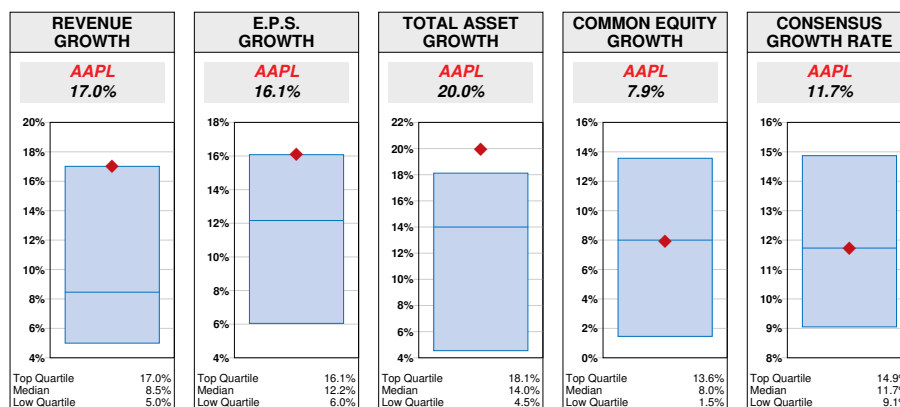 REVENUE
GROWTH
AAPL
17.0%
20%
18%
16%
14%
12%
10%
8%
6%
4%
Top Quartile 17.0%
Median 8.5%
Low Quartile 5.0%
E.P.S.
GROWTH
AAPL
16.1%
18%
16%
14%
12%
10%
8%
6%
4%
Top Quartile 16.1%
Median 12.2%
Low Quartile 6.0%
TOTAL ASSET
GROWTH
AAPL
20.0%
22%
20%
18%
16%
14%
12%
10%
8%
6%
4%
Top Quartile 18.1%
Median 14.0%
Low Quartile 4.5%
COMMON EQUITY
GROWTH
AAPL
7.9%
16%
14%
12%
10%
8%
6%
4%
2%
0%
Top Quartile 13.6%
Median 8.0%
Low Quartile 1.5%
CONSENSUS
GROWTH RATE
AAPL
11.7%
16%
15%
14%
13%
12%
11%
10%
9%
8%
Top Quartile 14.9%
Median 11.7%
Low Quartile 9.1%